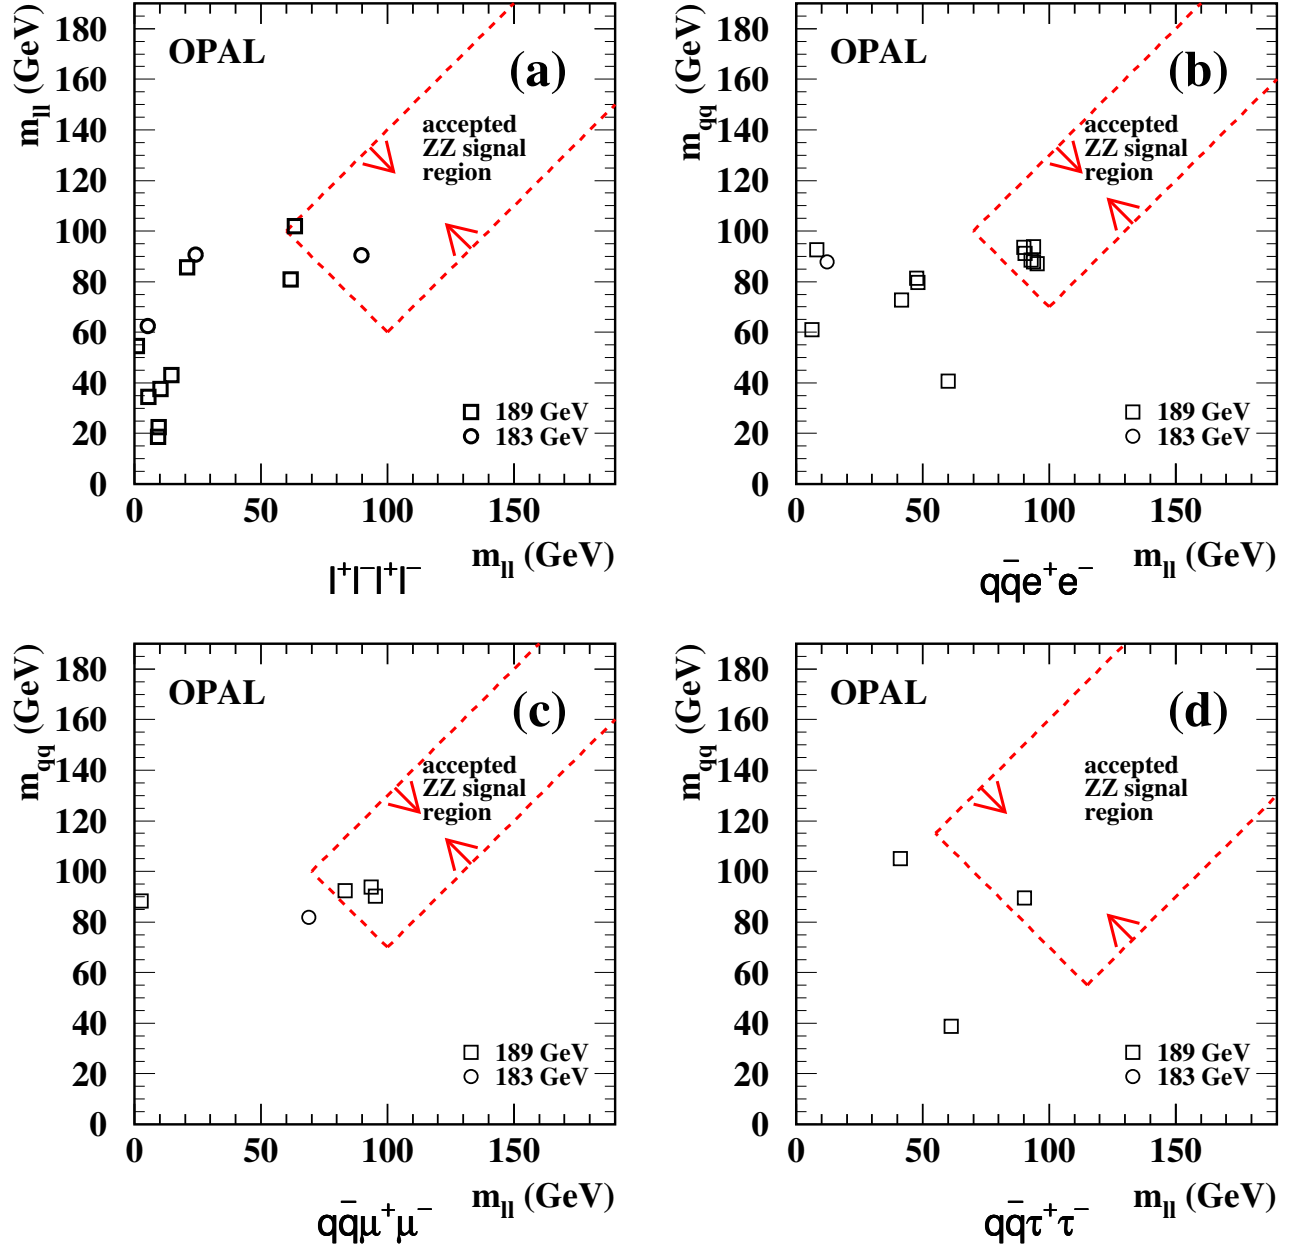 OPAL
(a)
m_ll (GeV)
180
160
140
120
100
80
60
40
20
0
accepted
ZZ signal
region
189 GeV
183 GeV
0 50 100 150
m_ll (GeV)
l⁺l⁻l⁺l⁻
OPAL
(b)
m_qq (GeV)
180
160
140
120
100
80
60
40
20
0
accepted
ZZ signal
region
189 GeV
183 GeV
0 50 100 150
m_ll (GeV)
qq̄e⁺e⁻
OPAL
(c)
m_qq (GeV)
180
160
140
120
100
80
60
40
20
0
accepted
ZZ signal
region
189 GeV
183 GeV
0 50 100 150
m_ll (GeV)
qq̄μ⁺μ⁻
OPAL
(d)
m_qq (GeV)
180
160
140
120
100
80
60
40
20
0
accepted
ZZ signal
region
189 GeV
183 GeV
0 50 100 150
m_ll (GeV)
qq̄τ⁺τ⁻